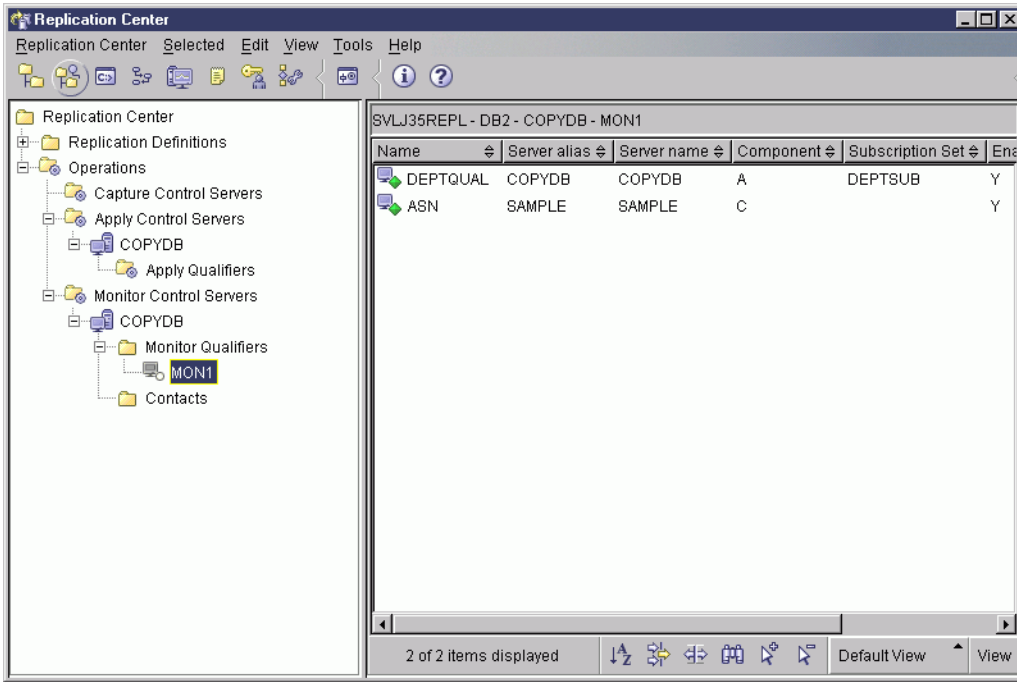 Replication Center
Replication Center Selected Edit View Tools Help
Replication Center
Replication Definitions
Operations
Capture Control Servers
Apply Control Servers
COPYDB
Apply Qualifiers
Monitor Control Servers
COPYDB
Monitor Qualifiers
MON1
Contacts
SVLJ35REPL - DB2 - COPYDB - MON1
Name Server alias Server name Component Subscription Set Ena
DEPTQUAL COPYDB COPYDB A DEPTSUB Y
ASN SAMPLE SAMPLE C Y
2 of 2 items displayed Default View View